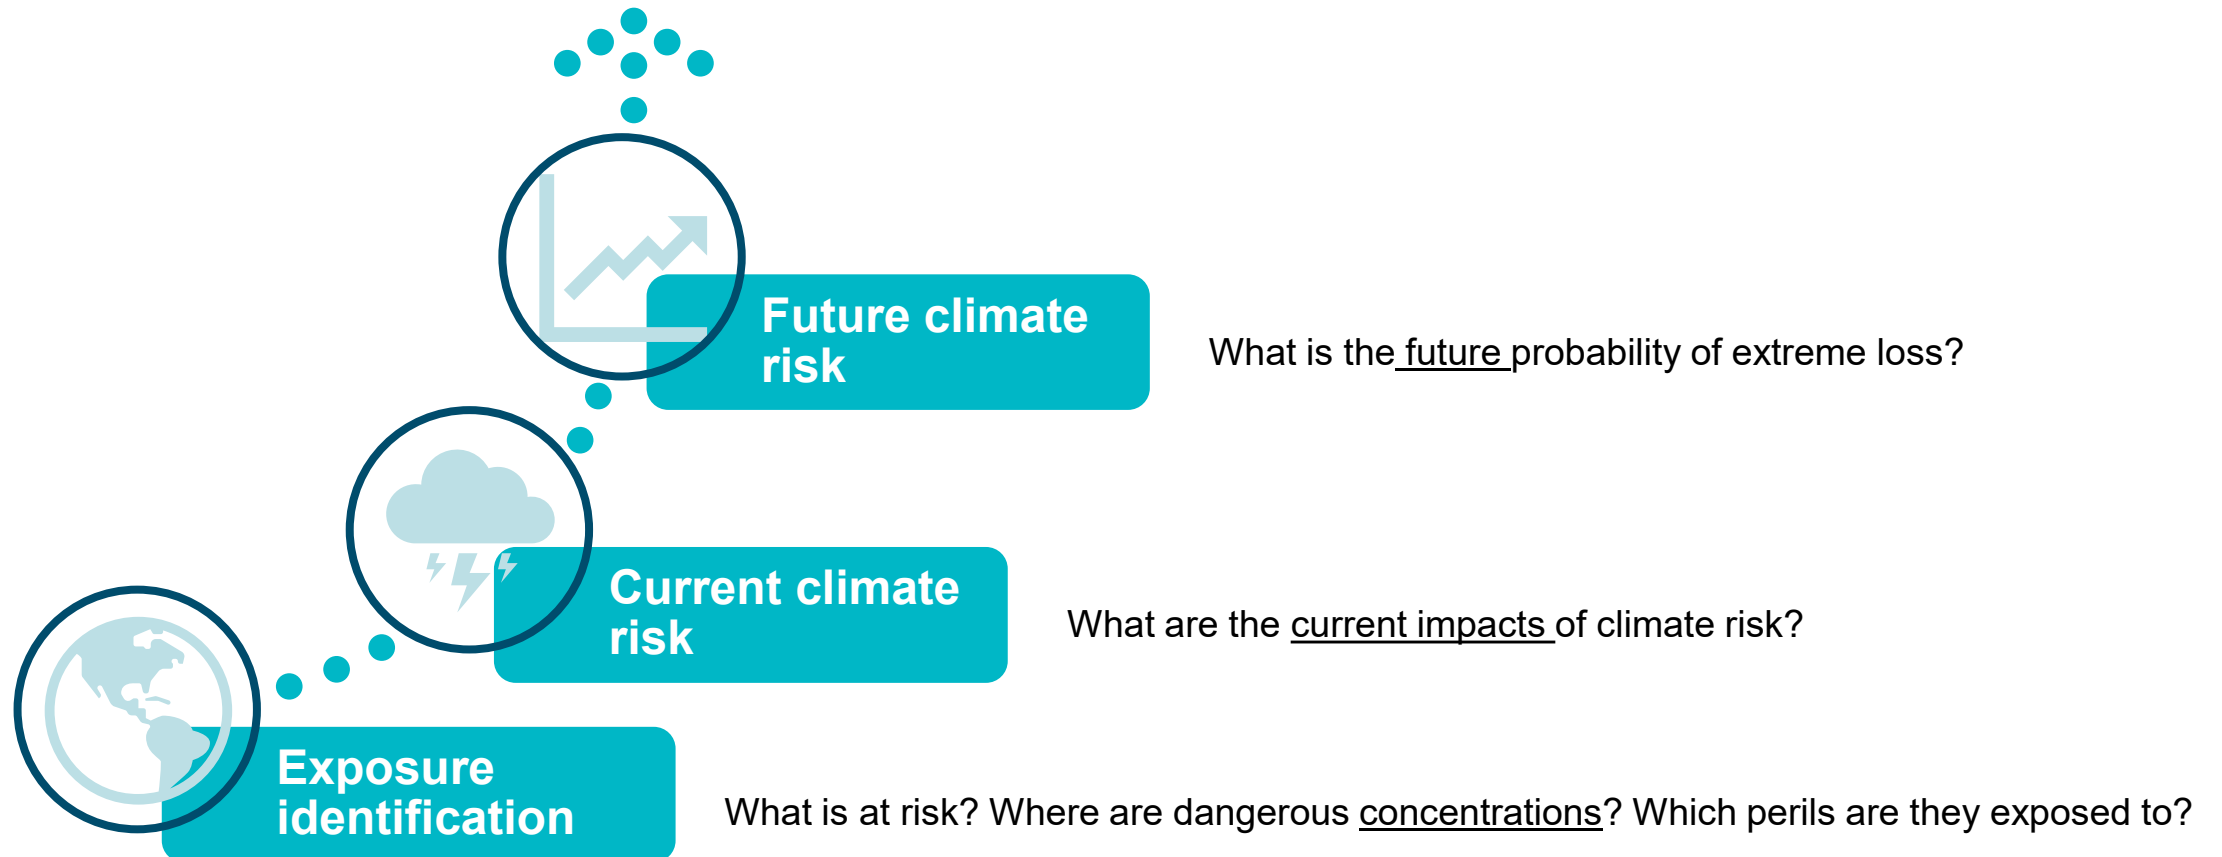 Future climate
risk
What is the future probability of extreme loss?
Current climate
risk
What are the current impacts of climate risk?
Exposure
identification
What is at risk? Where are dangerous concentrations? Which perils are they exposed to?